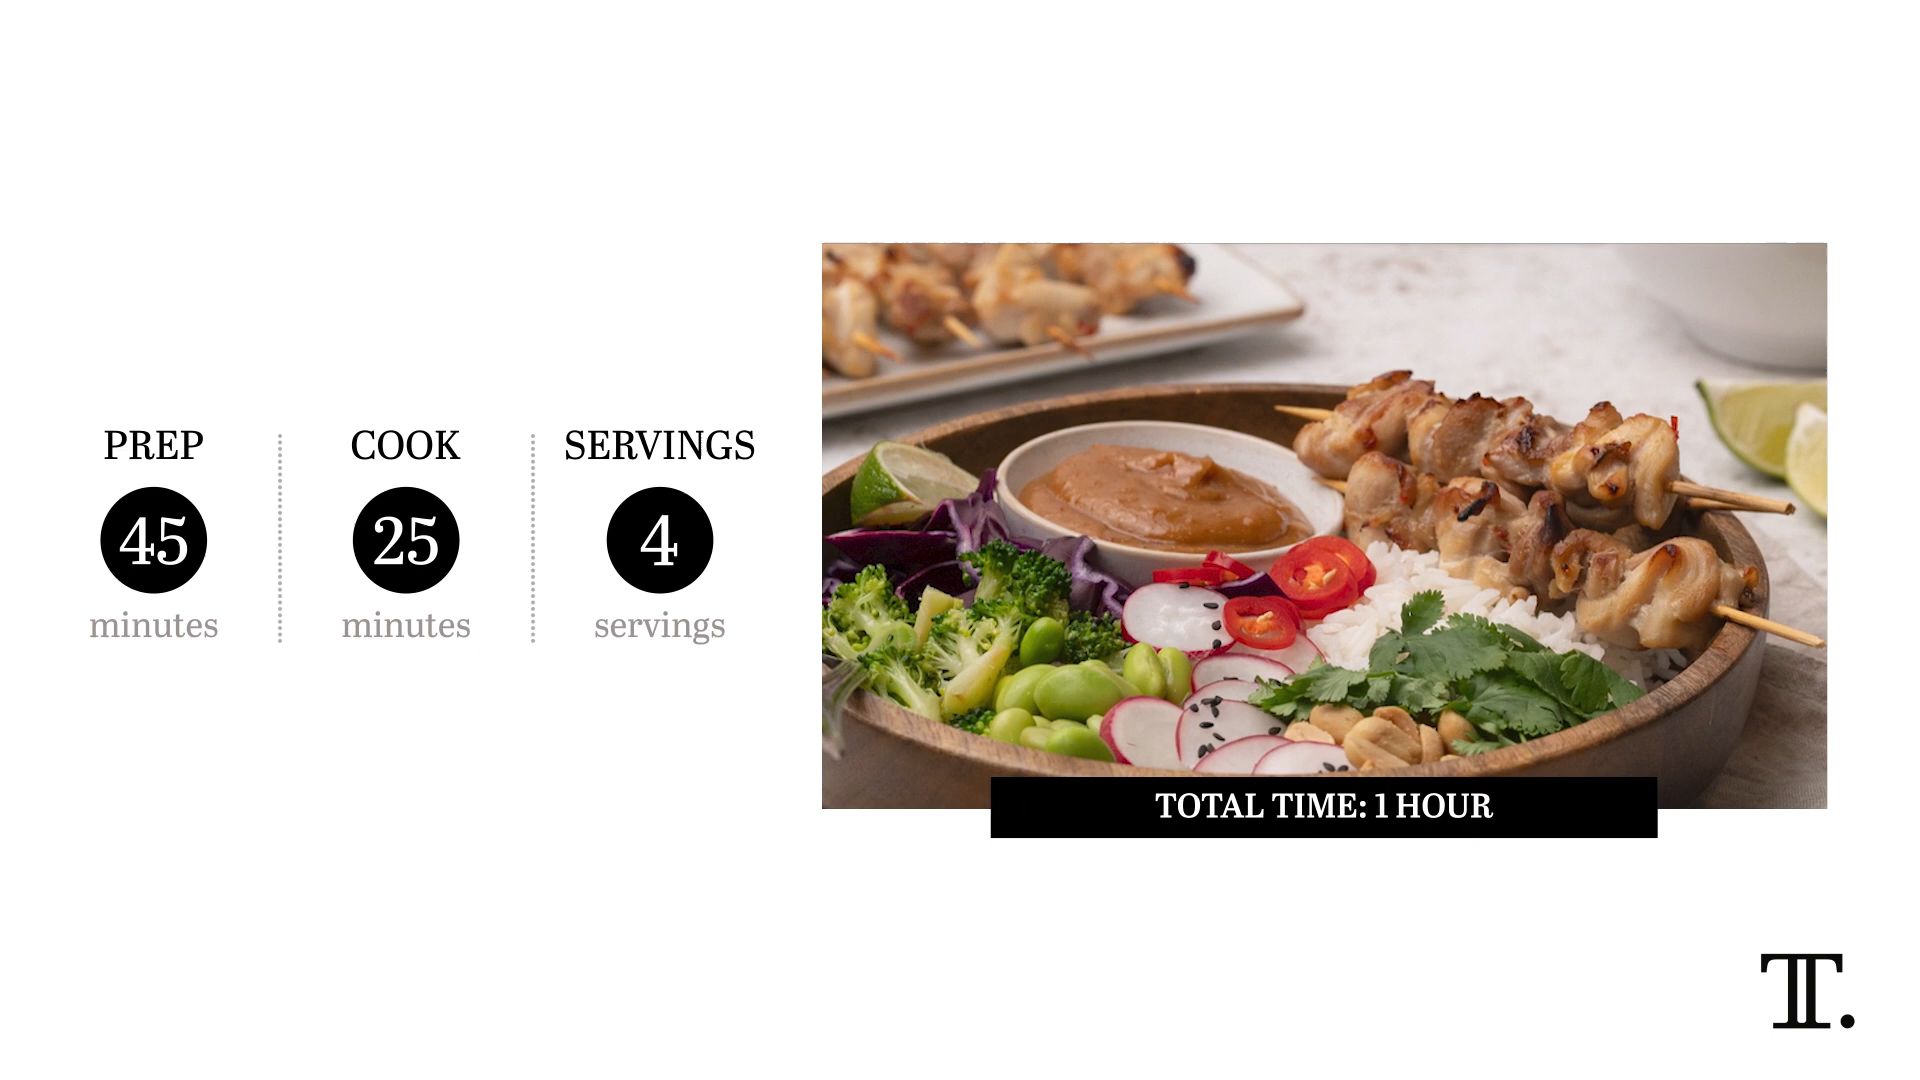 PREP
45
minutes
COOK
25
minutes
SERVINGS
4
servings
TOTAL TIME: 1 HOUR
T.